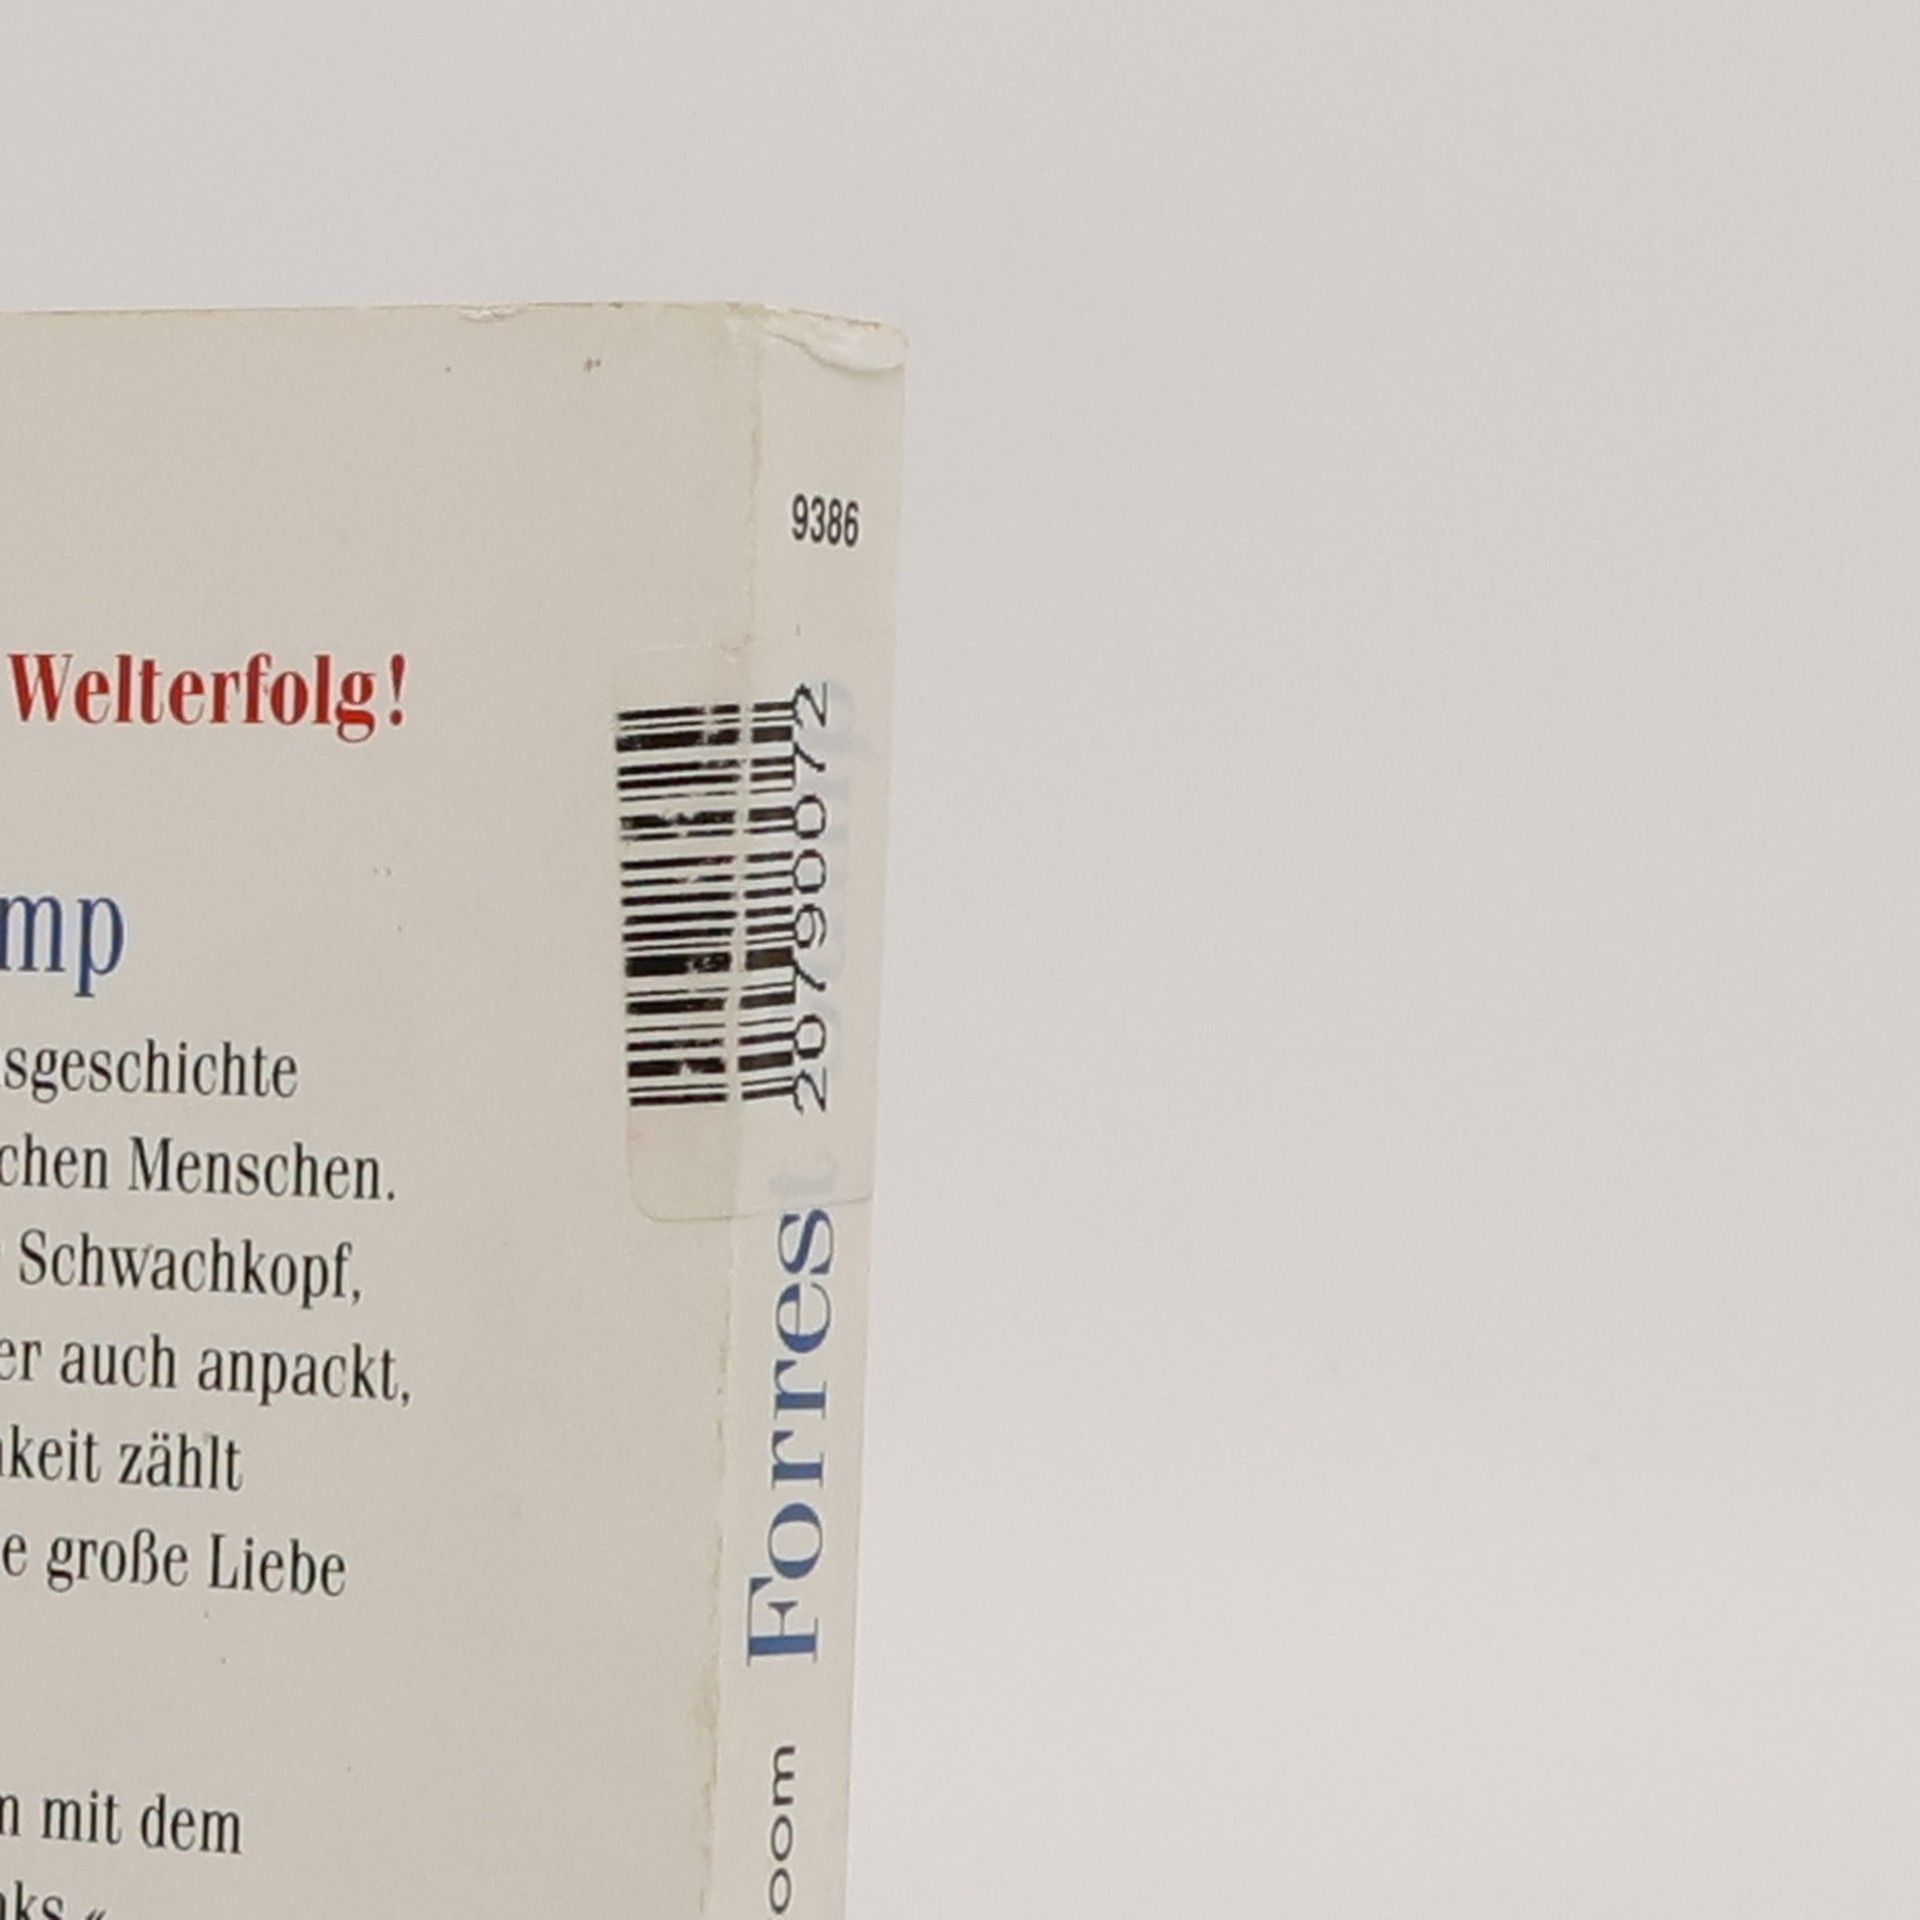 Welterfolg!
mp
sgeschichte
chen Menschen.
Schwachkopf,
er auch anpackt,
keit zählt
e große Liebe
n mit dem
ks.“
9386
20790072
oom Forrest